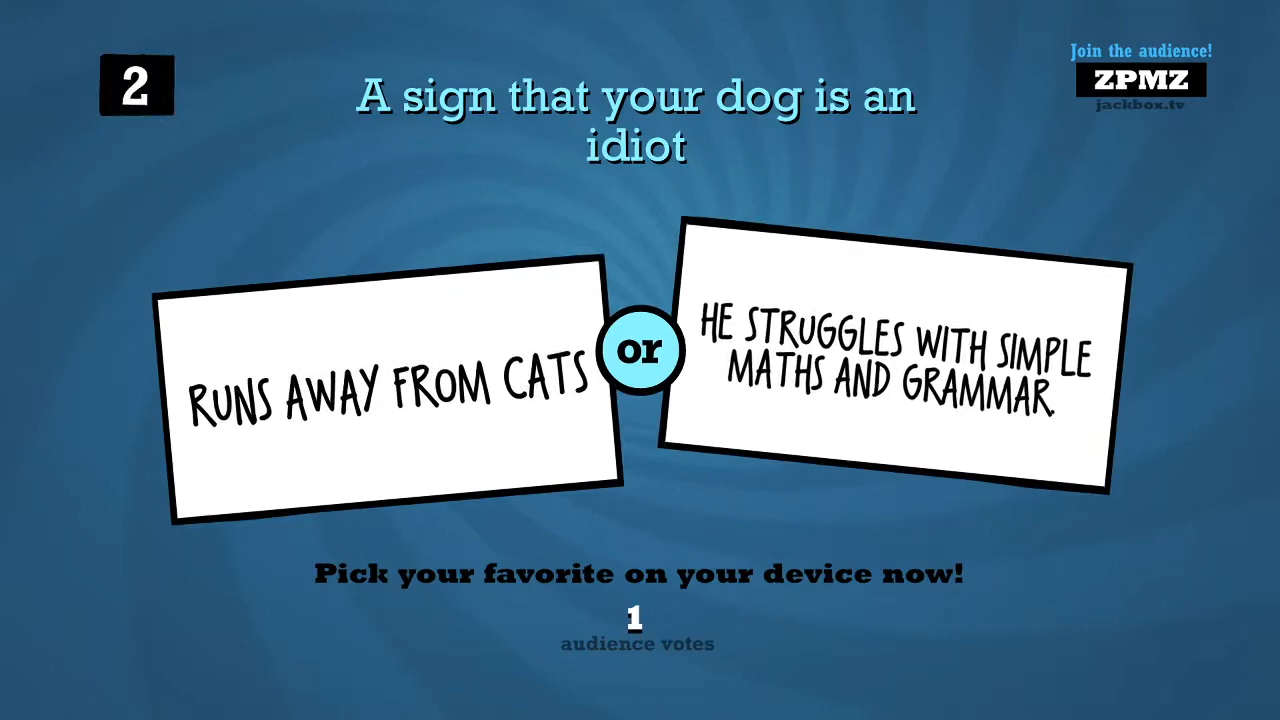 2
Join the audience!
ZPMZ
jackbox.tv
A sign that your dog is an
idiot
RUNS AWAY FROM CATS
or
HE STRUGGLES WITH SIMPLE
MATHS AND GRAMMAR.
Pick your favorite on your device now!
1
audience votes